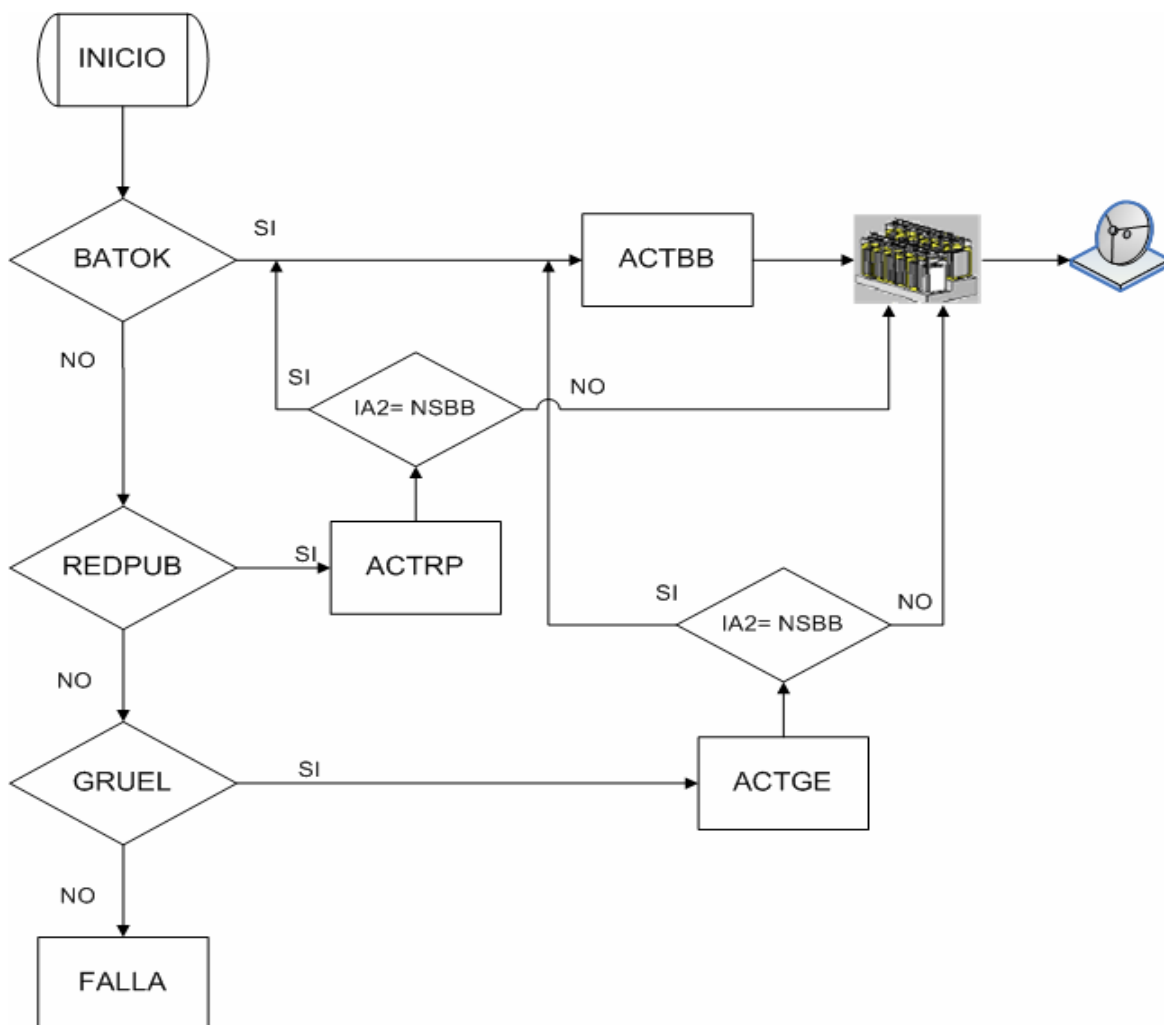 INICIO
BATOK
SI
ACTBB
NO
SI
IA2= NSBB
NO
REDPUB
SI
ACTRP
SI
IA2= NSBB
NO
NO
GRUEL
SI
ACTGE
NO
FALLA